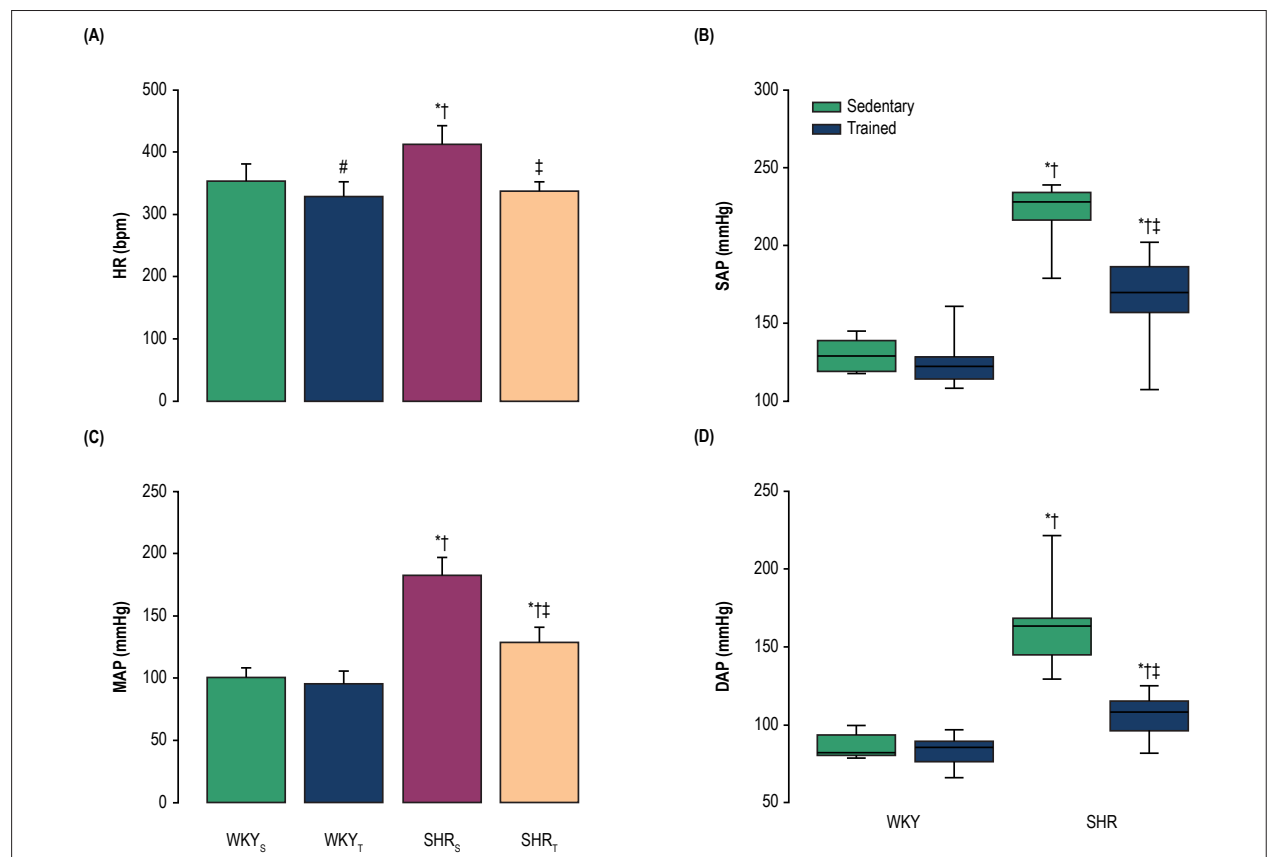 (A)
500
400
300
200
100
0
HR (bpm)
#
*†
‡
(B)
300
250
200
150
100
SAP (mmHg)
Sedentary
Trained
*†
*†‡
(C)
250
200
150
100
50
0
MAP (mmHg)
*†
*†‡
WKYS
WKYT
SHRS
SHRT
(D)
250
200
150
100
50
DAP (mmHg)
*†
*†‡
WKY
SHR